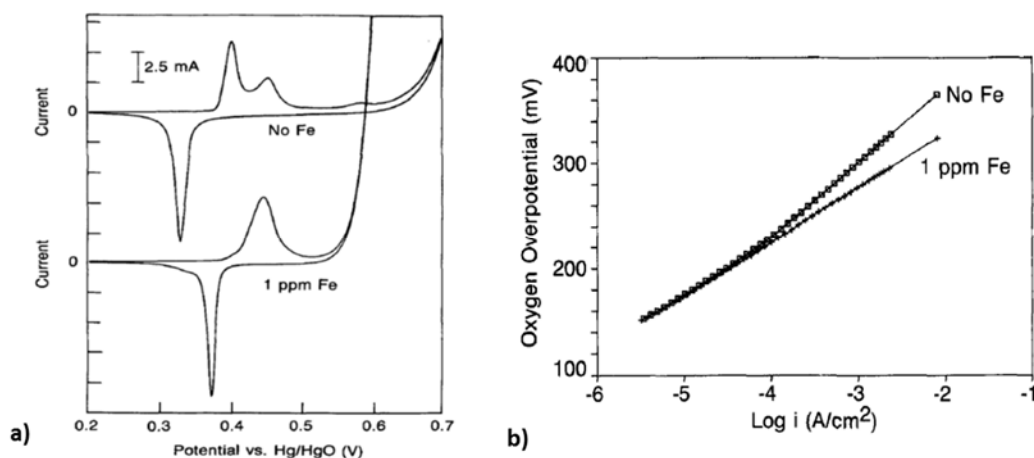 Current
0
2.5 mA
No Fe
Current
0
1 ppm Fe
0.2 0.3 0.4 0.5 0.6 0.7
Potential vs. Hg/HgO (V)
a)
Oxygen Overpotential (mV)
400
300
200
100
No Fe
1 ppm Fe
-6 -5 -4 -3 -2 -1
Log i (A/cm²)
b)